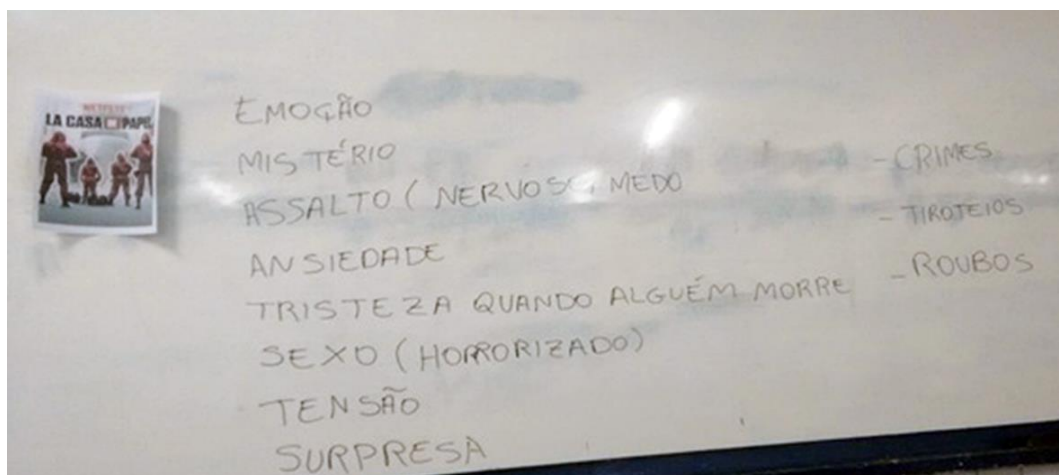 NETFLIX
LA CASA DE PAPEL
EMOÇÃO
MISTÉRIO
ASSALTO ( NERVOSO, MEDO
ANSIEDADE
TRISTEZA QUANDO ALGUÉM MORRE
SEXO (HORRORIZADO)
TENSÃO
SURPRESA
- CRIMES
- TIROTEIOS
- ROUBOS